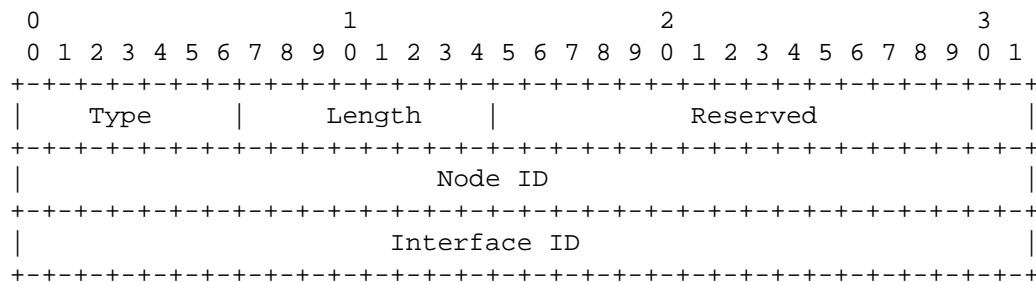 0                   1                   2                   3
 0 1 2 3 4 5 6 7 8 9 0 1 2 3 4 5 6 7 8 9 0 1 2 3 4 5 6 7 8 9 0 1
+-+-+-+-+-+-+-+-+-+-+-+-+-+-+-+-+-+-+-+-+-+-+-+-+-+-+-+-+-+-+-+-+
|    Type     |     Length    |            Reserved             |
+-+-+-+-+-+-+-+-+-+-+-+-+-+-+-+-+-+-+-+-+-+-+-+-+-+-+-+-+-+-+-+-+
|                          Node ID                              |
+-+-+-+-+-+-+-+-+-+-+-+-+-+-+-+-+-+-+-+-+-+-+-+-+-+-+-+-+-+-+-+-+
|                       Interface ID                            |
+-+-+-+-+-+-+-+-+-+-+-+-+-+-+-+-+-+-+-+-+-+-+-+-+-+-+-+-+-+-+-+-+